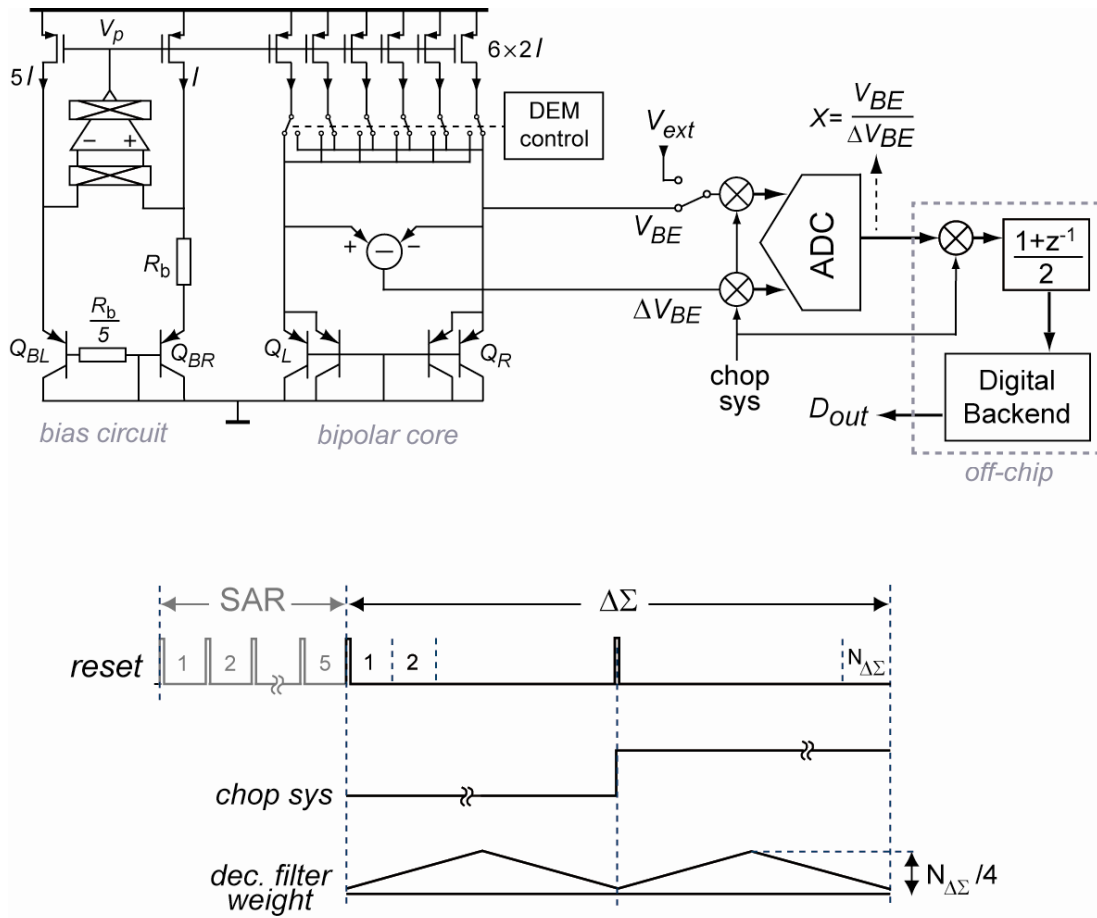 V_p
5I
I
6×2I
− +
R_b
R_b
5
Q_BL
Q_BR
bias circuit
DEM
control
+ − −
Q_L
Q_R
bipolar core
V_ext
V_BE
ΔV_BE
chop
sys
ADC
X= V_BE
ΔV_BE
1+z^-1
2
Digital
Backend
D_out
off-chip
SAR
ΔΣ
reset
1 2 5 1 2 N_ΔΣ
chop sys
dec. filter
weight
N_ΔΣ /4